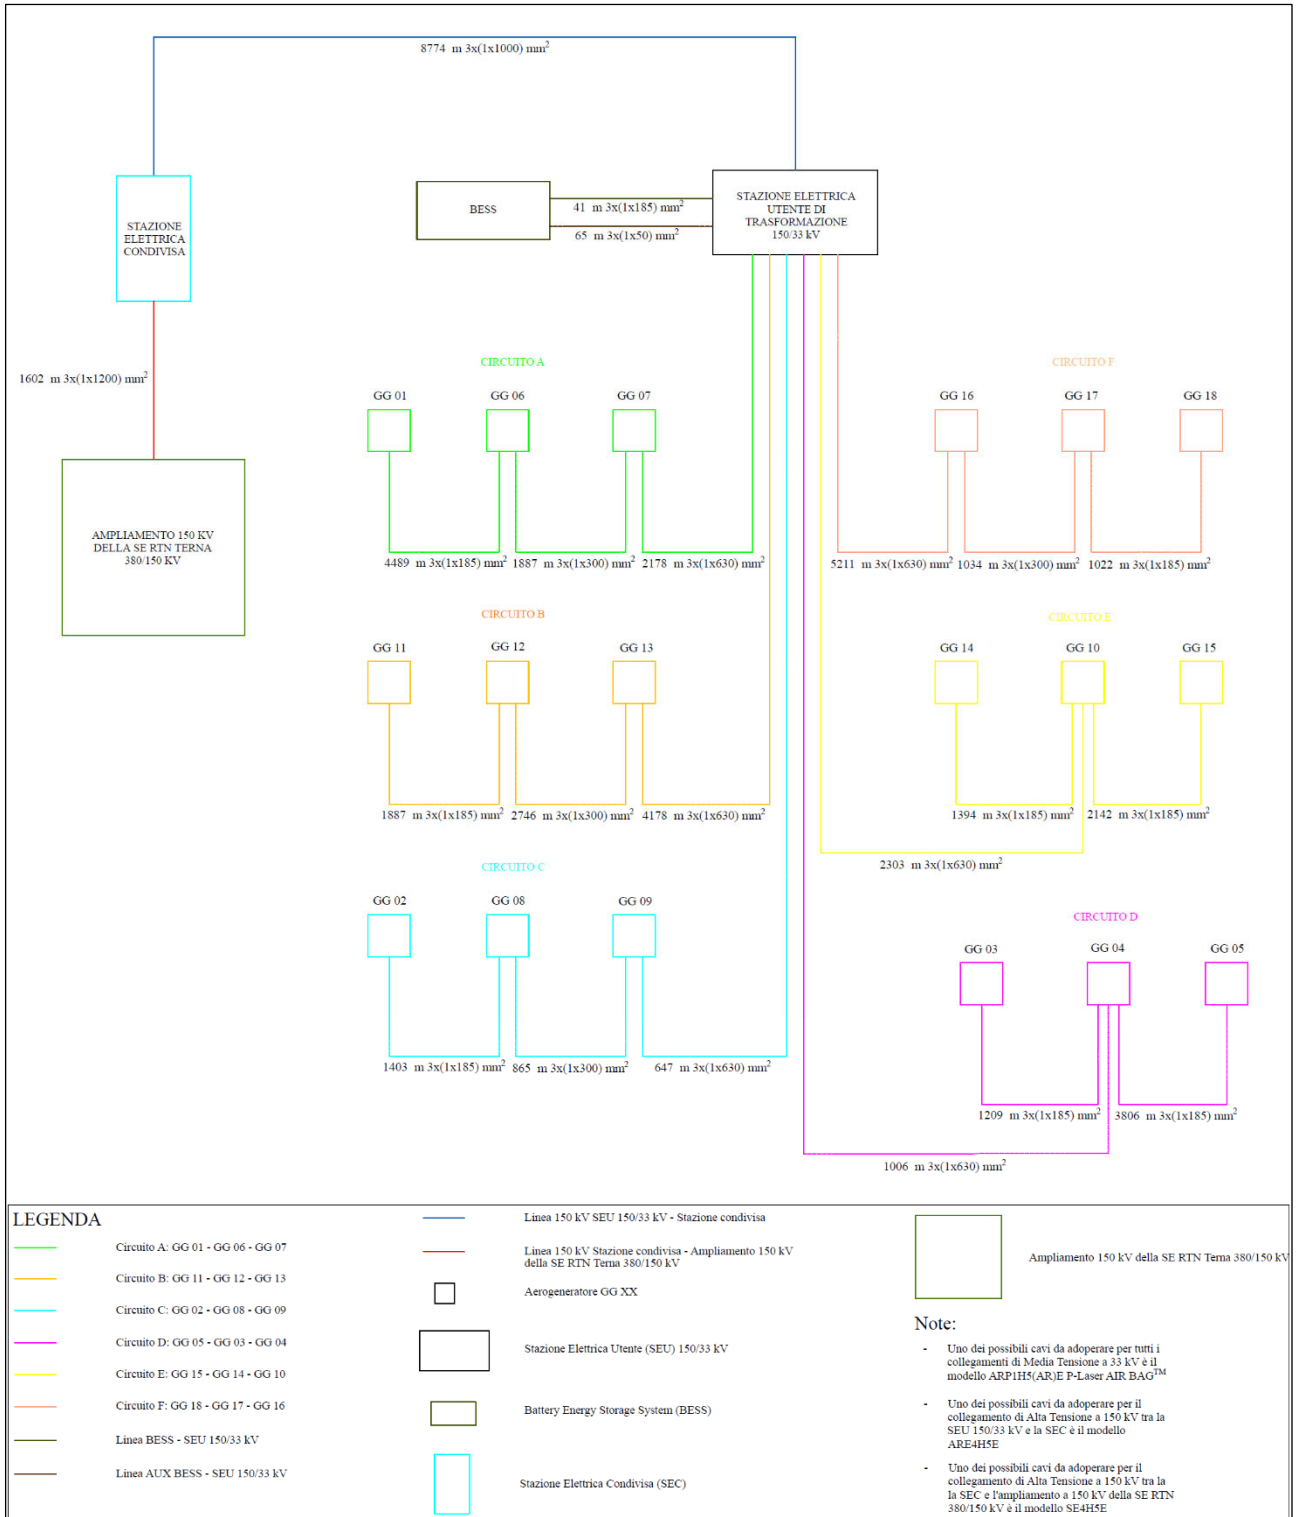 8774 m 3x(1x1000) mm²
STAZIONE
ELETTRICA
CONDIVISA
BESS
41 m 3x(1x185) mm²
65 m 3x(1x50) mm²
STAZIONE ELETTRICA
UTENTE DI
TRASFORMAZIONE
150/33 kV
1602 m 3x(1x1200) mm²
AMPLIAMENTO 150 KV
DELLA SE RTN TERNA
380/150 KV
CIRCUITO A
GG 01
GG 06
GG 07
4489 m 3x(1x185) mm²
1887 m 3x(1x300) mm²
2178 m 3x(1x630) mm²
CIRCUITO F
GG 16
GG 17
GG 18
5211 m 3x(1x630) mm²
1034 m 3x(1x300) mm²
1022 m 3x(1x185) mm²
CIRCUITO B
GG 11
GG 12
GG 13
1887 m 3x(1x185) mm²
2746 m 3x(1x300) mm²
4178 m 3x(1x630) mm²
CIRCUITO E
GG 14
GG 10
GG 15
1394 m 3x(1x185) mm²
2142 m 3x(1x185) mm²
2303 m 3x(1x630) mm²
CIRCUITO C
GG 02
GG 08
GG 09
1403 m 3x(1x185) mm²
865 m 3x(1x300) mm²
647 m 3x(1x630) mm²
CIRCUITO D
GG 03
GG 04
GG 05
1209 m 3x(1x185) mm²
3806 m 3x(1x185) mm²
1006 m 3x(1x630) mm²
LEGENDA
Circuito A: GG 01 - GG 06 - GG 07
Circuito B: GG 11 - GG 12 - GG 13
Circuito C: GG 02 - GG 08 - GG 09
Circuito D: GG 05 - GG 03 - GG 04
Circuito E: GG 15 - GG 14 - GG 10
Circuito F: GG 18 - GG 17 - GG 16
Linea BESS - SEU 150/33 kV
Linea AUX BESS - SEU 150/33 kV
Linea 150 kV SEU 150/33 kV - Stazione condivisa
Linea 150 kV Stazione condivisa - Ampliamento 150 kV
della SE RTN Terna 380/150 kV
Aerogeneratore GG XX
Stazione Elettrica Utente (SEU) 150/33 kV
Battery Energy Storage System (BESS)
Stazione Elettrica Condivisa (SEC)
Ampliamento 150 kV della SE RTN Terna 380/150 kV
Note:
- Uno dei possibili cavi da adoperare per tutti i
collegamenti di Media Tensione a 33 kV è il
modello ARP1H5(AR)E P-Laser AIR BAG™
- Uno dei possibili cavi da adoperare per il
collegamento di Alta Tensione a 150 kV tra la
SEU 150/33 kV e la SEC è il modello
ARE4H5E
- Uno dei possibili cavi da adoperare per il
collegamento di Alta Tensione a 150 kV tra la
la SEC e l'ampliamento a 150 kV della SE RTN
380/150 kV è il modello SE4H5E